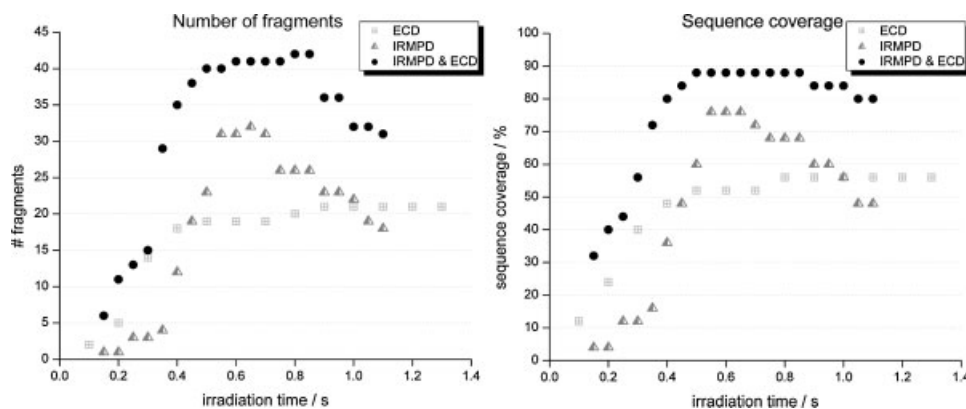 Number of fragments
45
40
35
30
25
20
15
10
5
0
# fragments
ECD
IRMPD
IRMPD & ECD
0.0 0.2 0.4 0.6 0.8 1.0 1.2 1.4
irradiation time / s
Sequence coverage
100
90
80
70
60
50
40
30
20
10
0
sequence coverage / %
ECD
IRMPD
IRMPD & ECD
0.0 0.2 0.4 0.6 0.8 1.0 1.2 1.4
irradiation time / s